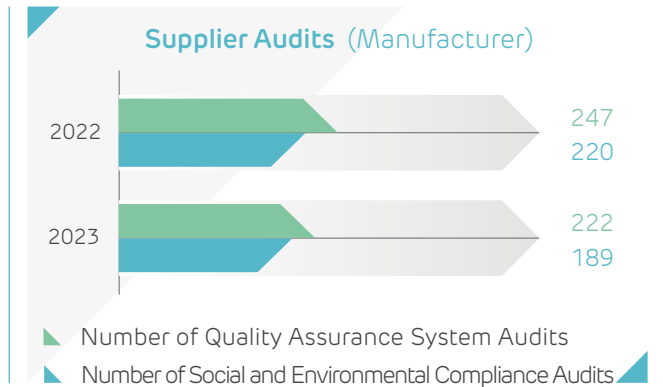 Supplier Audits (Manufacturer)
2022
247
220
2023
222
189
Number of Quality Assurance System Audits
Number of Social and Environmental Compliance Audits